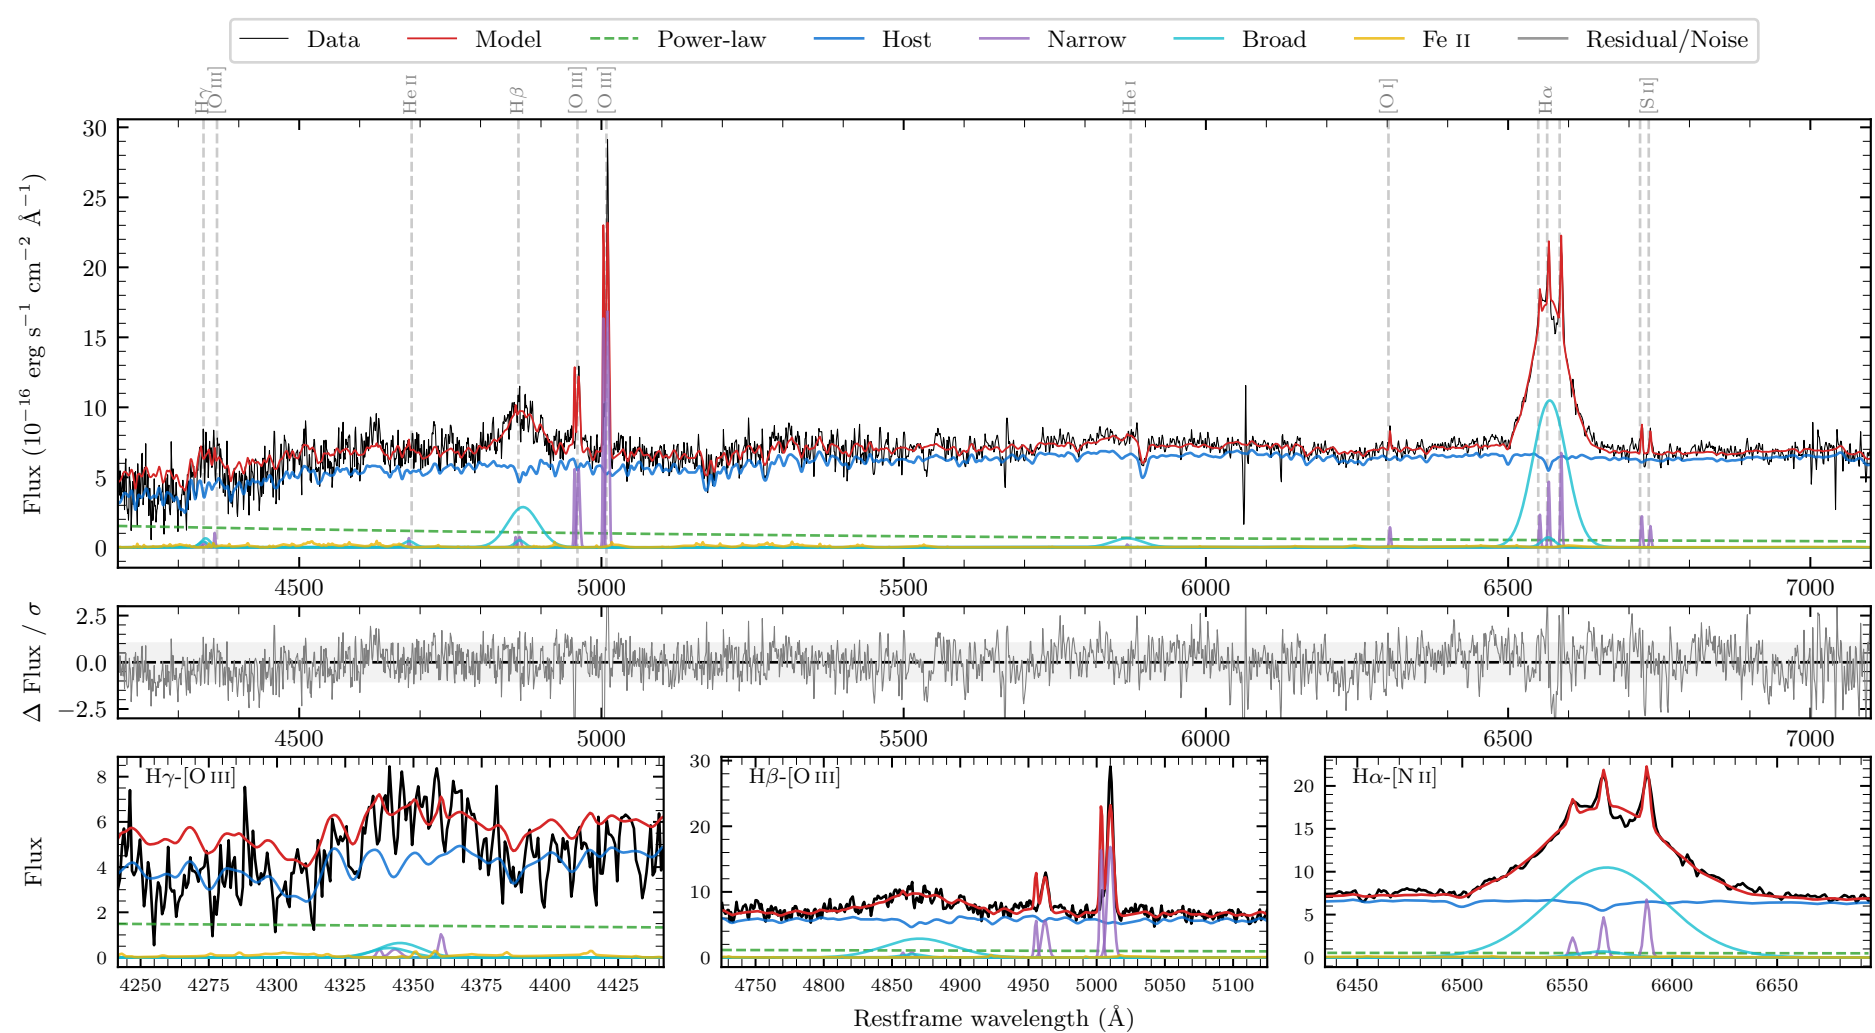 Data Model Power-law Host Narrow Broad Fe II Residual/Noise
Hγ [O III] He II Hβ [O III] [O III] He I [O I] Hα [S II]
30
25
20
15
10
5
0
Flux (10⁻¹⁶ erg s⁻¹ cm⁻² Å⁻¹)
4500 5000 5500 6000 6500 7000
2.5
0.0
−2.5
Δ Flux / σ
4500 5000 5500 6000 6500 7000
Hγ-[O III]
8
6
4
2
0
Flux
4250 4275 4300 4325 4350 4375 4400 4425
Hβ-[O III]
30
20
10
0
4750 4800 4850 4900 4950 5000 5050 5100
Hα-[N II]
20
15
10
5
0
6450 6500 6550 6600 6650
Restframe wavelength (Å)